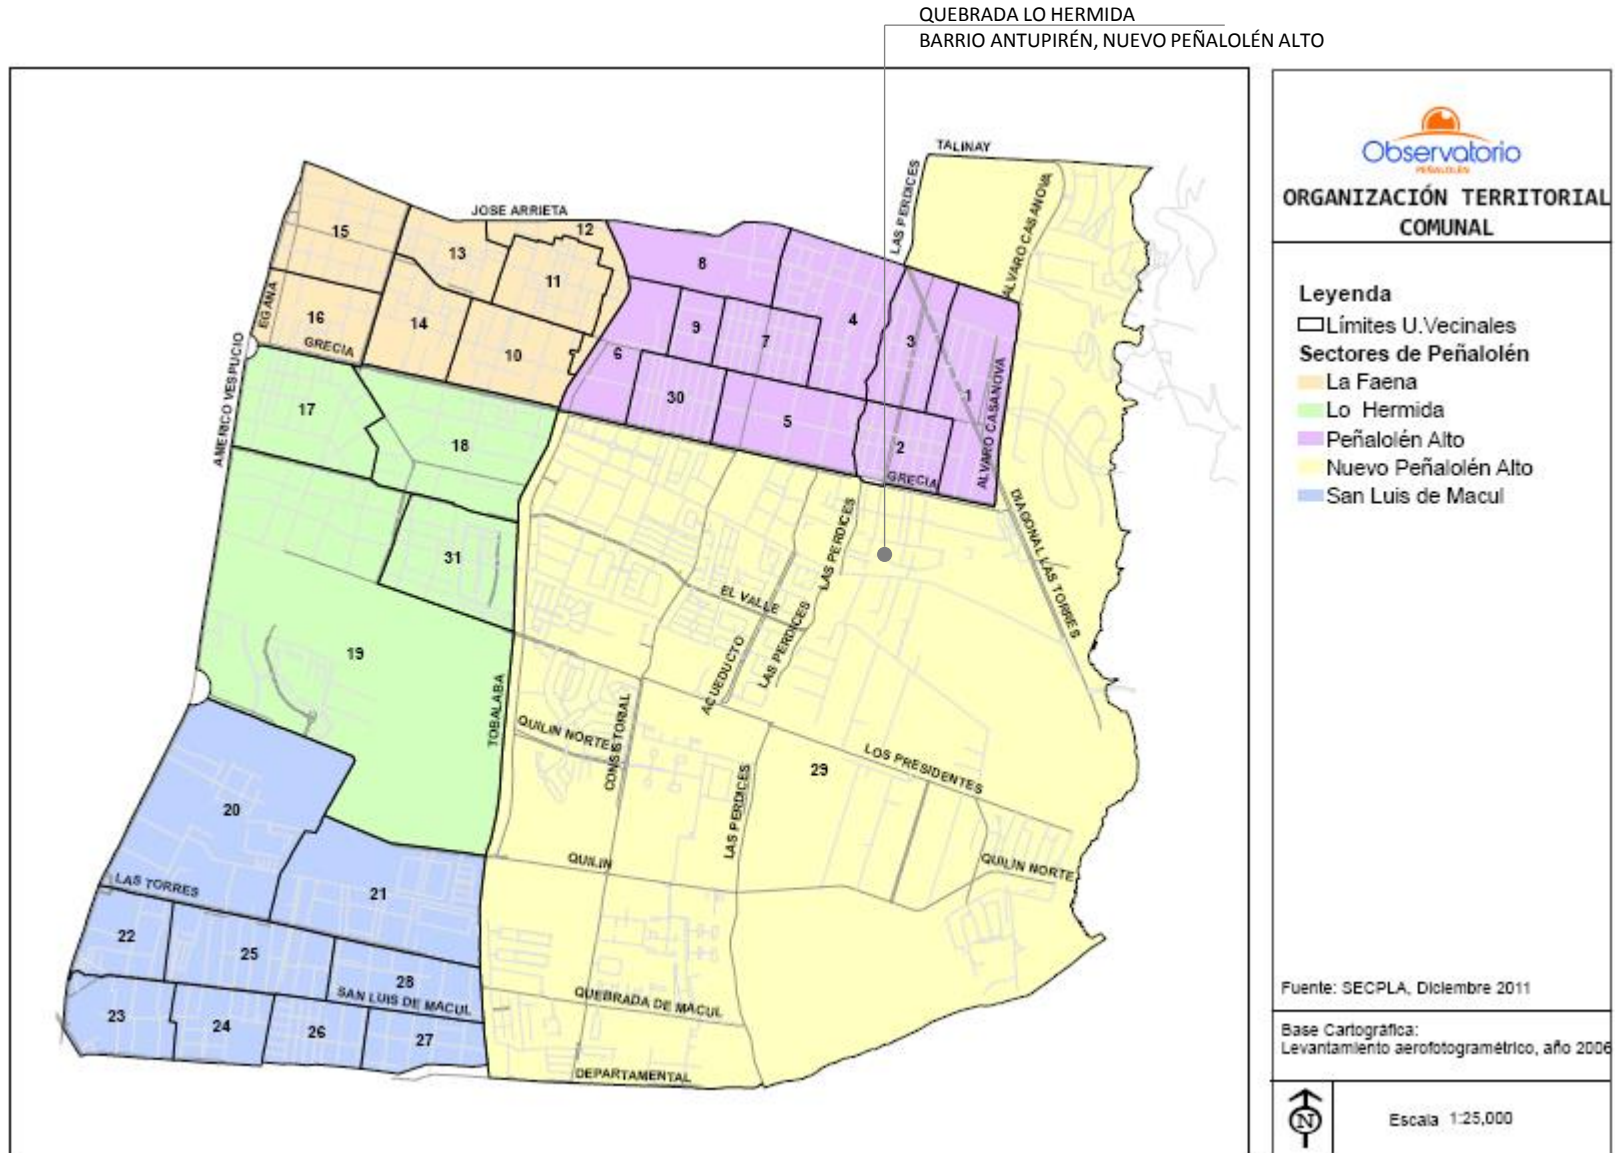 QUEBRADA LO HERMIDA
BARRIO ANTUPIRÉN, NUEVO PEÑALOLÉN ALTO
TALINAY
LAS PERDICES
ALVARO CASANOVA
JOSE ARRIETA
15
13
12
11
8
EGAÑA
16
14
10
GRECIA
9
7
4
3
6
30
5
1
2
ALVARO CASANOVA
GRECIA
AMERICO VESPUCIO
17
18
31
19
DIAGONAL LAS TORRES
LAS PERDICES
EL VALLE
LAS PERDICES
ACUEDUCTO
TOBALABA
QUILIN NORTE
CONSISTORIAL
LOS PRESIDENTES
29
LAS PERDICES
20
QUILIN
QUILIN NORTE
LAS TORRES
21
22
25
28
SAN LUIS DE MACUL
QUEBRADA DE MACUL
23
24
26
27
DEPARTAMENTAL
Observatorio
PEÑALOLÉN
ORGANIZACIÓN TERRITORIAL
COMUNAL
Leyenda
Límites U.Vecinales
Sectores de Peñalolén
La Faena
Lo Hermida
Peñalolén Alto
Nuevo Peñalolén Alto
San Luis de Macul
Fuente: SECPLA, Diciembre 2011
Base Cartográfica:
Levantamiento aerofotogramétrico, año 2006
N
Escala 1:25,000